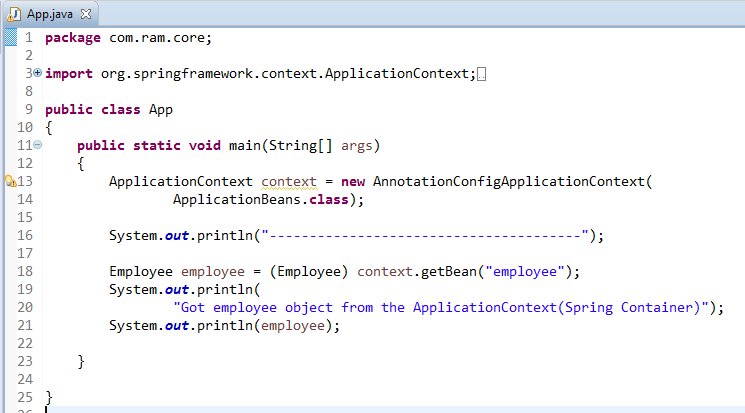 App.java
1 package com.ram.core;
2
3 import org.springframework.context.ApplicationContext;
8
9 public class App
10 {
11     public static void main(String[] args)
12     {
13         ApplicationContext context = new AnnotationConfigApplicationContext(
14                 ApplicationBeans.class);
15
16         System.out.println("---------------------------------------");
17
18         Employee employee = (Employee) context.getBean("employee");
19         System.out.println(
20                 "Got employee object from the ApplicationContext(Spring Container)");
21         System.out.println(employee);
22
23     }
24
25 }
26